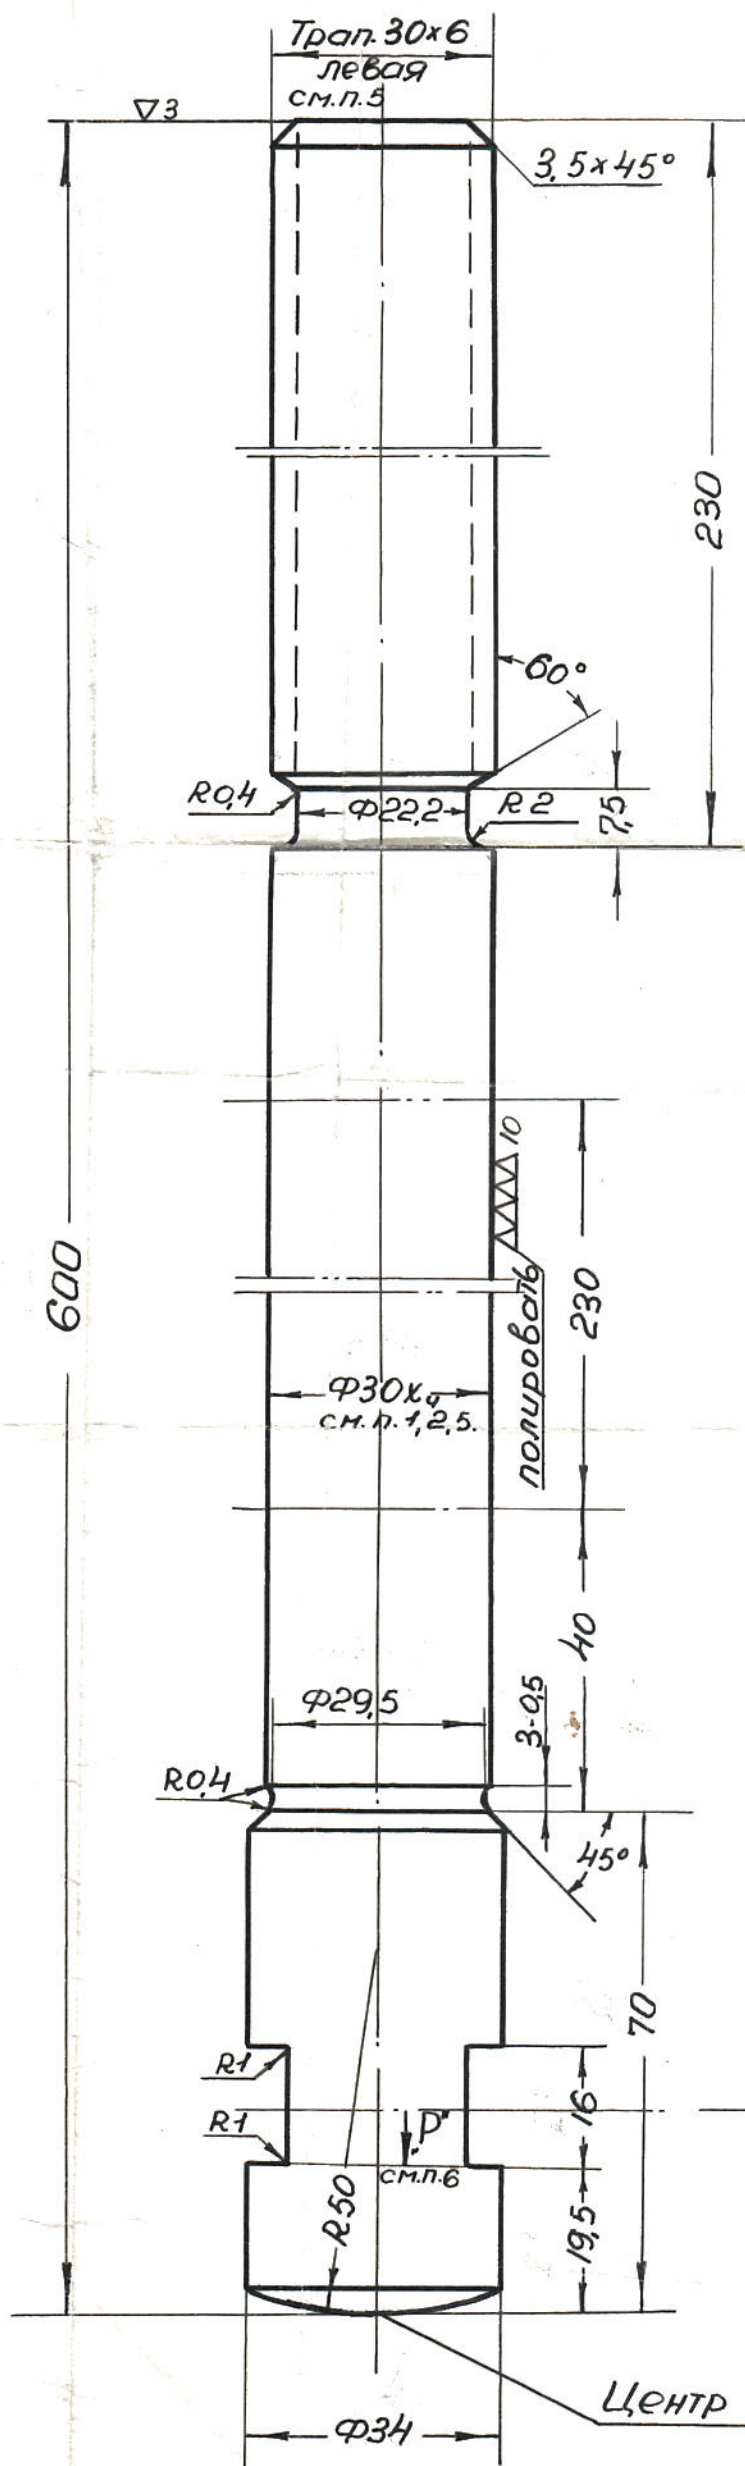 Трап. 30×6
левая
см.п.5
▽3
3,5×45°
230
60°
R0,4
Ф22,2
R2
7,5
10
полировать
600
230
Ф30х₄
см.п.1,2,5.
40
Ф29,5
3-0,5
R0,4
45°
70
R1
16
R1
„Р"
см.п.6
R50
19,5
Центр
Ф34